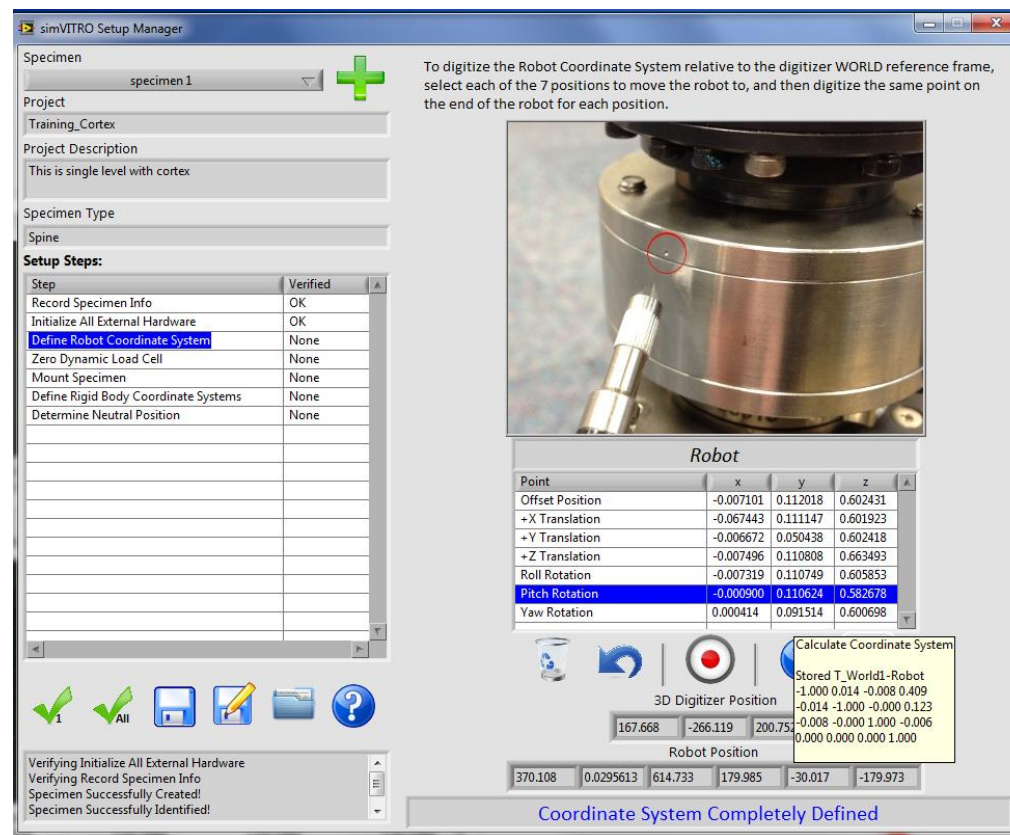 simVITRO Setup Manager
Specimen
specimen 1
Project
Training_Cortex
Project Description
This is single level with cortex
Specimen Type
Spine
Setup Steps:
Step Verified
Record Specimen Info OK
Initialize All External Hardware OK
Define Robot Coordinate System None
Zero Dynamic Load Cell None
Mount Specimen None
Define Rigid Body Coordinate Systems None
Determine Neutral Position None
1
All
?
Verifying Initialize All External Hardware
Verifying Record Specimen Info
Specimen Successfully Created!
Specimen Successfully Identified!
To digitize the Robot Coordinate System relative to the digitizer WORLD reference frame,
select each of the 7 positions to move the robot to, and then digitize the same point on
the end of the robot for each position.
Robot
Point x y z
Offset Position -0.007101 0.112018 0.602431
+X Translation -0.067443 0.111147 0.601923
+Y Translation -0.006672 0.050438 0.602418
+Z Translation -0.007496 0.110808 0.663493
Roll Rotation -0.007319 0.110749 0.605853
Pitch Rotation -0.000900 0.110624 0.582678
Yaw Rotation 0.000414 0.091514 0.600698
Calculate Coordinate System
Stored T_World1-Robot
-1.000 0.014 -0.008 0.409
-0.014 -1.000 -0.000 0.123
-0.008 -0.000 1.000 -0.006
0.000 0.000 0.000 1.000
3D Digitizer Position
167.668 -266.119 200.752
Robot Position
370.108 0.0295613 614.733 179.985 -30.017 -179.973
Coordinate System Completely Defined